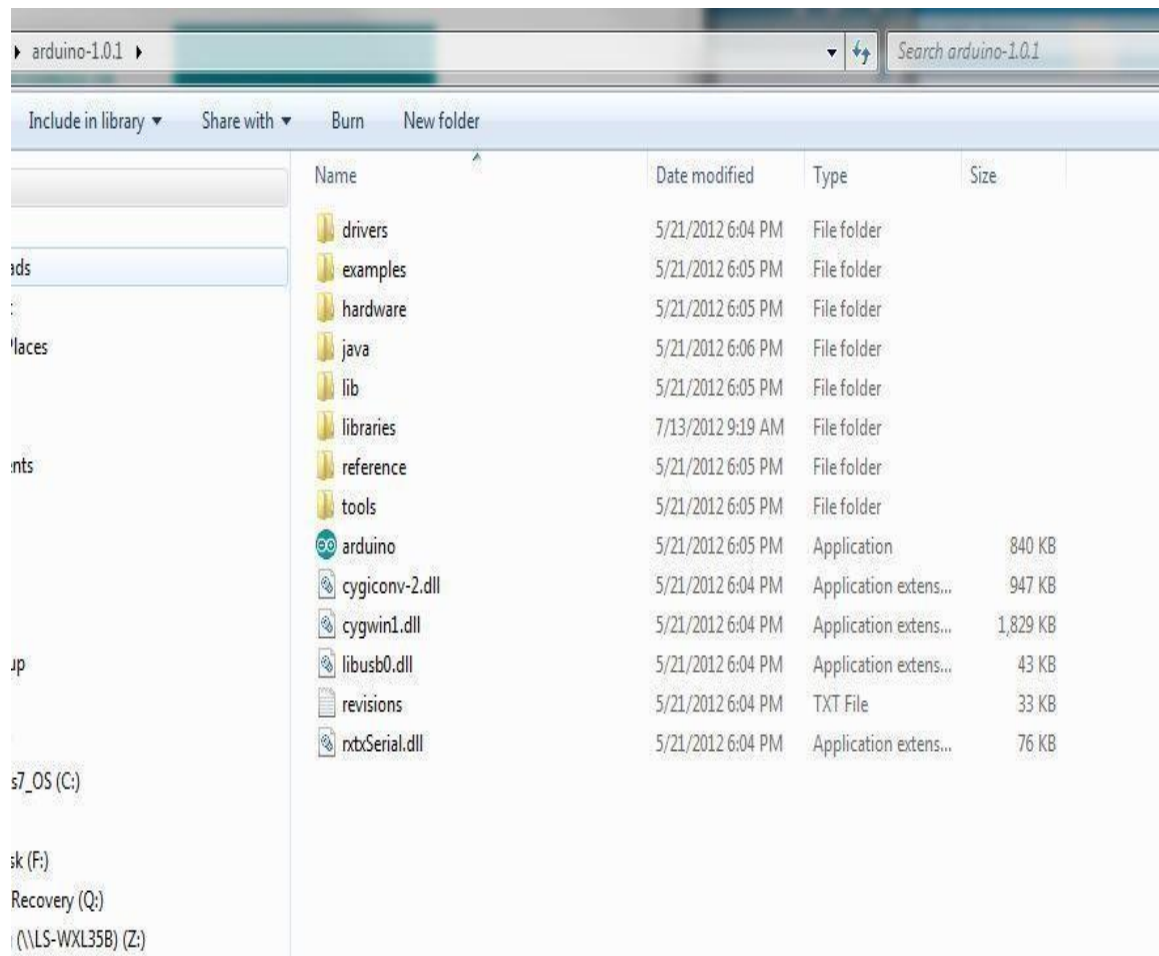 arduino-1.0.1
Search arduino-1.0.1
Include in library Share with Burn New folder
Name Date modified Type Size
drivers 5/21/2012 6:04 PM File folder
examples 5/21/2012 6:05 PM File folder
hardware 5/21/2012 6:05 PM File folder
java 5/21/2012 6:06 PM File folder
lib 5/21/2012 6:05 PM File folder
libraries 7/13/2012 9:19 AM File folder
reference 5/21/2012 6:05 PM File folder
tools 5/21/2012 6:05 PM File folder
arduino 5/21/2012 6:05 PM Application 840 KB
cygiconv-2.dll 5/21/2012 6:04 PM Application extens... 947 KB
cygwin1.dll 5/21/2012 6:04 PM Application extens... 1,829 KB
libusb0.dll 5/21/2012 6:04 PM Application extens... 43 KB
revisions 5/21/2012 6:04 PM TXT File 33 KB
rxtxSerial.dll 5/21/2012 6:04 PM Application extens... 76 KB
ads
Places
ents
up
s7_OS (C:)
sk (F:)
Recovery (Q:)
(\\LS-WXL35B) (Z:)